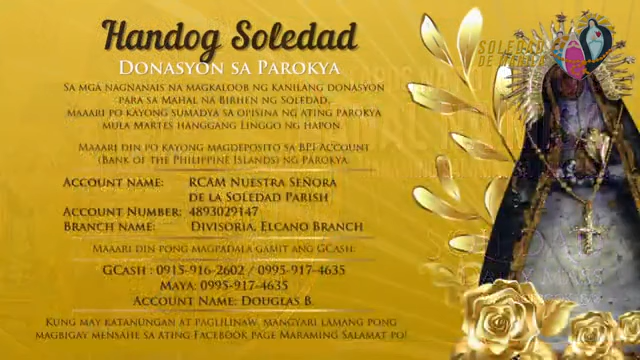 Handog Soledad
Donasyon sa Parokya
Sa mga nagnanais na magkaloob ng kanilang donasyon
para sa Mahal na Birhen ng Soledad,
maaari po kayong sumadya sa opisina ng ating parokya
mula Martes hanggang Linggo ng hapon.
Maaari din po kayong magdeposito sa BPI Account
(Bank of the Philippine Islands) ng Parokya.
Account name: RCAM Nuestra Señora
de la Soledad Parish
Account Number: 4893029147
Branch name: Divisoria, Elcano Branch
Maaari din pong magpadala gamit ang GCash:
GCash : 0915-916-2602 / 0995-917-4635
Maya: 0995-917-4635
Account Name: Douglas B.
Kung may katanungan at paglilinaw, mangyari lamang pong
magbigay mensahe sa ating Facebook page Maraming Salamat po!
Soledad
de Manila